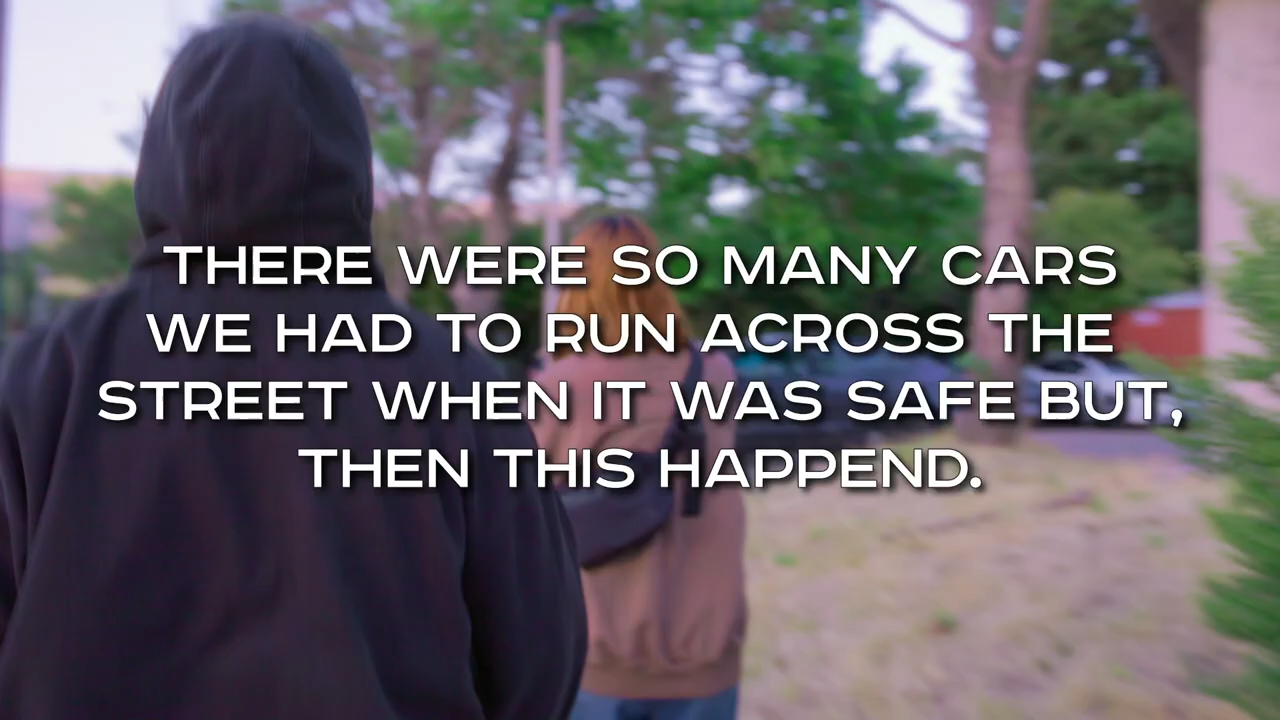 THERE WERE SO MANY CARS
WE HAD TO RUN ACROSS THE
STREET WHEN IT WAS SAFE BUT,
THEN THIS HAPPEND.